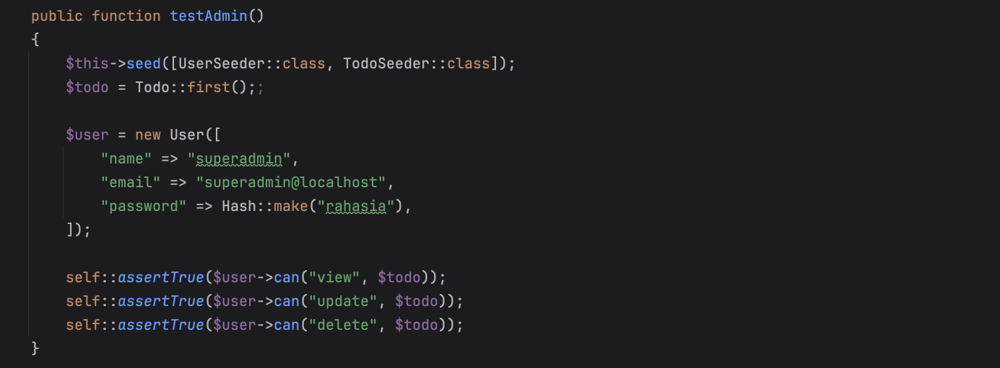 public function testAdmin()
{
    $this->seed([UserSeeder::class, TodoSeeder::class]);
    $todo = Todo::first();;

    $user = new User([
        "name" => "superadmin",
        "email" => "superadmin@localhost",
        "password" => Hash::make("rahasia"),
    ]);

    self::assertTrue($user->can("view", $todo));
    self::assertTrue($user->can("update", $todo));
    self::assertTrue($user->can("delete", $todo));
}